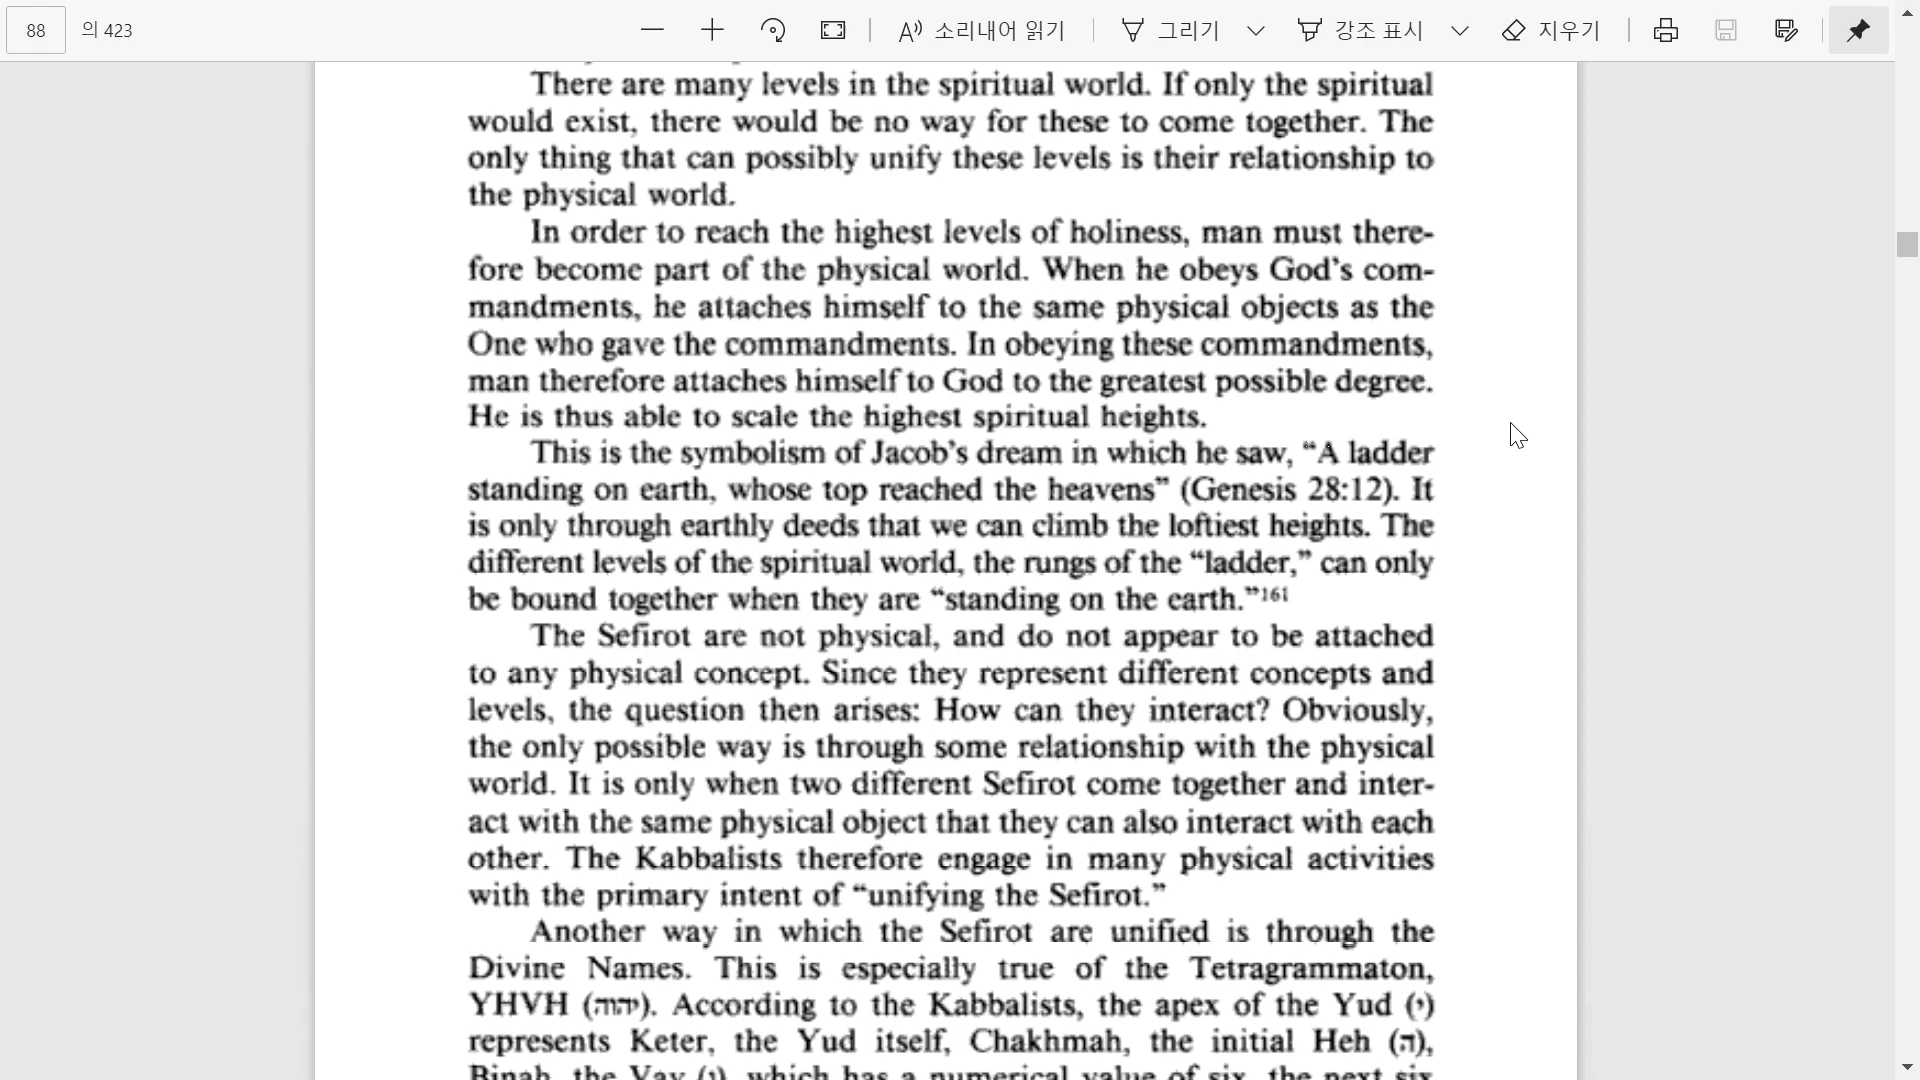 88 의 423 소리내어 읽기 그리기 강조 표시 지우기
There are many levels in the spiritual world. If only the spiritual
would exist, there would be no way for these to come together. The
only thing that can possibly unify these levels is their relationship to
the physical world.
In order to reach the highest levels of holiness, man must there-
fore become part of the physical world. When he obeys God's com-
mandments, he attaches himself to the same physical objects as the
One who gave the commandments. In obeying these commandments,
man therefore attaches himself to God to the greatest possible degree.
He is thus able to scale the highest spiritual heights.
This is the symbolism of Jacob's dream in which he saw, “A ladder
standing on earth, whose top reached the heavens” (Genesis 28:12). It
is only through earthly deeds that we can climb the loftiest heights. The
different levels of the spiritual world, the rungs of the “ladder,” can only
be bound together when they are “standing on the earth.”161
The Sefirot are not physical, and do not appear to be attached
to any physical concept. Since they represent different concepts and
levels, the question then arises: How can they interact? Obviously,
the only possible way is through some relationship with the physical
world. It is only when two different Sefirot come together and inter-
act with the same physical object that they can also interact with each
other. The Kabbalists therefore engage in many physical activities
with the primary intent of “unifying the Sefirot.”
Another way in which the Sefirot are unified is through the
Divine Names. This is especially true of the Tetragrammaton,
YHVH (יהוה). According to the Kabbalists, the apex of the Yud (י)
represents Keter, the Yud itself, Chakhmah, the initial Heh (ה),
Binah, the Vav (ו), which has a numerical value of six, the next six